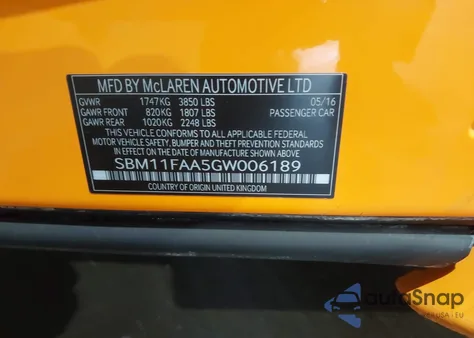 MFD BY McLAREN AUTOMOTIVE LTD
GVWR 1747KG 3850 LBS 05/16
GAWR FRONT 820KG 1807 LBS PASSENGER CAR
GAWR REAR 1020KG 2248 LBS
THIS VEHICLE CONFORMS TO ALL APPLICABLE FEDERAL
MOTOR VEHICLE SAFETY, BUMPER, AND THEFT PREVENTION STANDARDS
IN EFFECT ON THE DATE OF MANUFACTURE SHOWN ABOVE
SBM11FAA5GW006189
COUNTRY OF ORIGIN UNITED KINGDOM
autoSnap
USA | EU